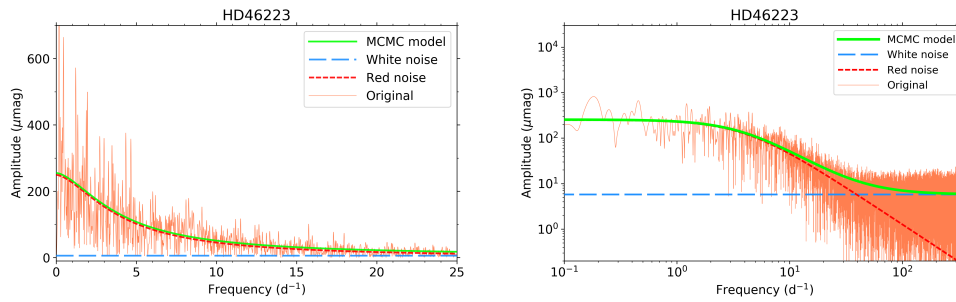 HD46223
MCMC model
White noise
Red noise
Original
Amplitude (μmag)
600
400
200
0
0 5 10 15 20 25
Frequency (d⁻¹)
HD46223
MCMC model
White noise
Red noise
Original
Amplitude (μmag)
10⁴
10³
10²
10¹
10⁰
10⁻¹ 10⁰ 10¹ 10²
Frequency (d⁻¹)